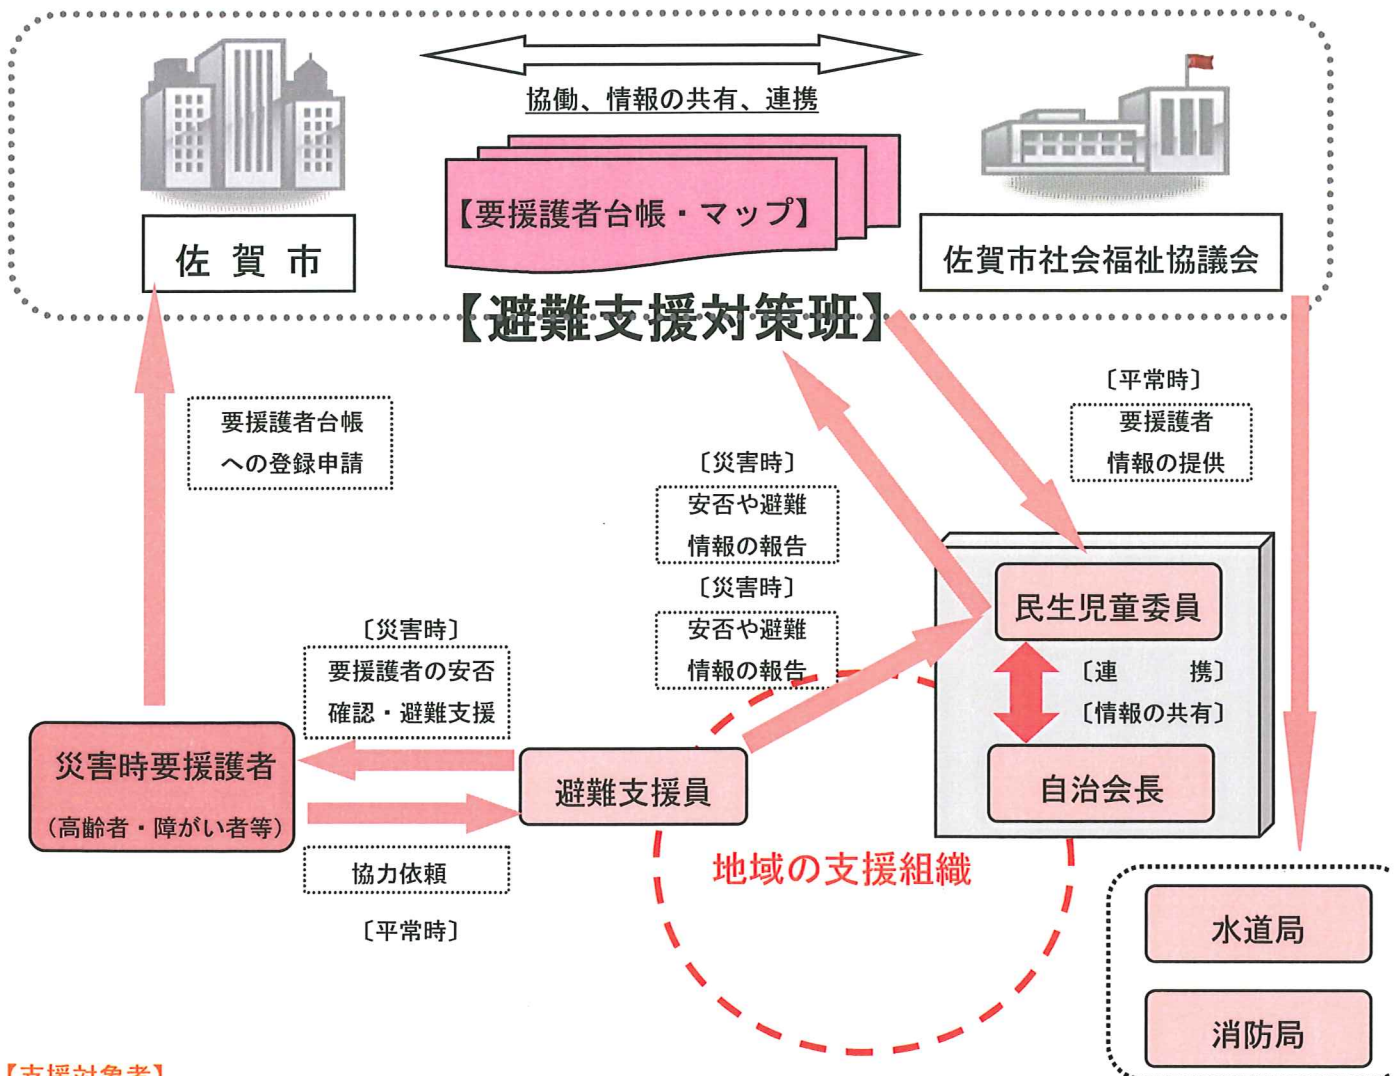 協働、情報の共有、連携
【要援護者台帳・マップ】
佐賀市
佐賀市社会福祉協議会
【避難支援対策班】
要援護者台帳
への登録申請
〔平常時〕
要援護者
情報の提供
〔災害時〕
安否や避難
情報の報告
〔災害時〕
安否や避難
情報の報告
民生児童委員
〔連 携〕
〔情報の共有〕
自治会長
〔災害時〕
要援護者の安否
確認・避難支援
災害時要援護者
(高齢者・障がい者等)
避難支援員
協力依頼
〔平常時〕
地域の支援組織
水道局
消防局
【支援対象者】